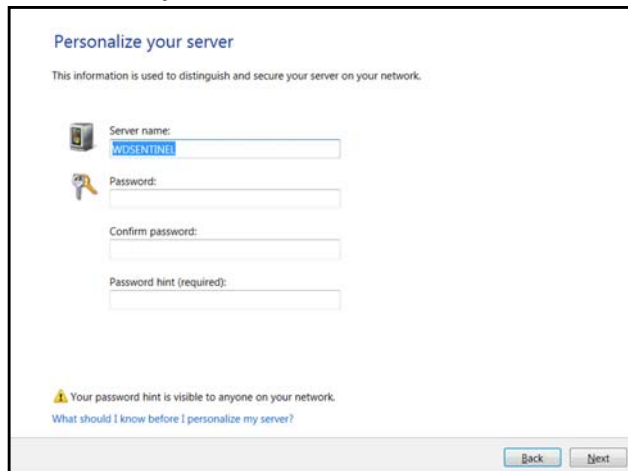 Personalize your server
This information is used to distinguish and secure your server on your network.
Server name:
WDSENTINEL
Password:
Confirm password:
Password hint (required):
Your password hint is visible to anyone on your network.
What should I know before I personalize my server?
Back Next